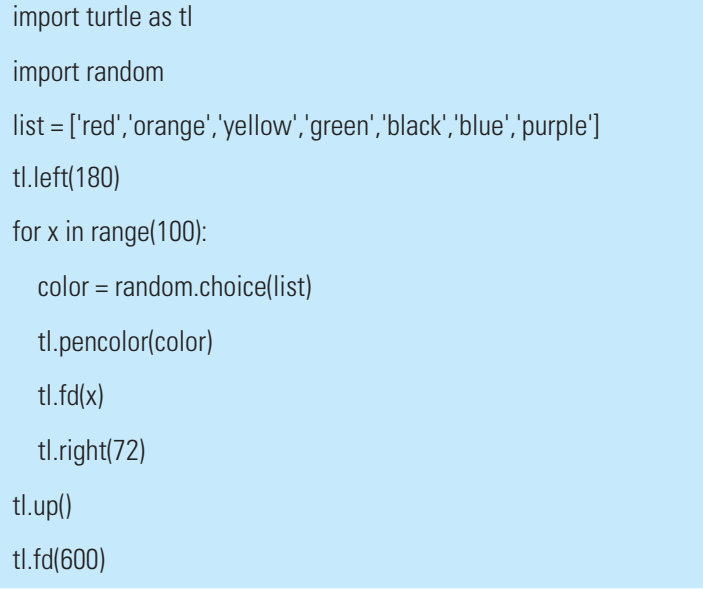 import turtle as tl
import random
list = ['red','orange','yellow','green','black','blue','purple']
tl.left(180)
for x in range(100):
color = random.choice(list)
tl.pencolor(color)
tl.fd(x)
tl.right(72)
tl.up()
tl.fd(600)